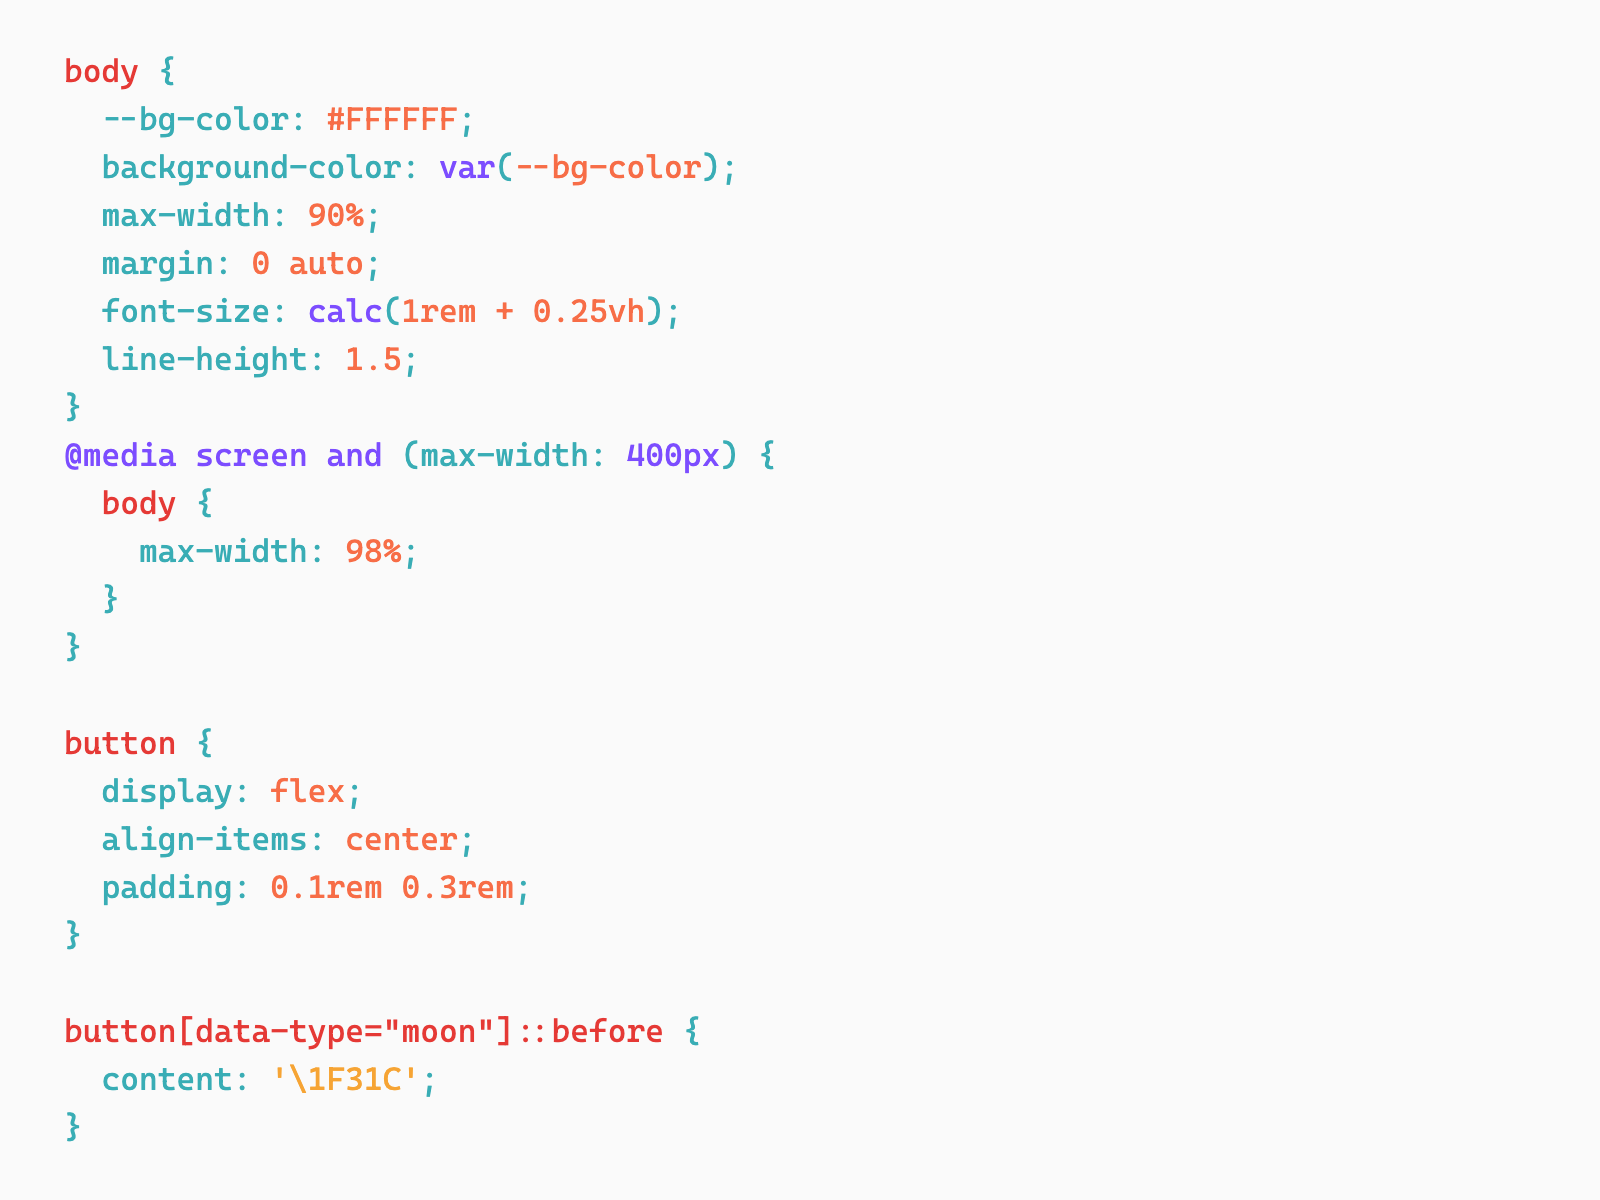 body {
  --bg-color: #FFFFFF;
  background-color: var(--bg-color);
  max-width: 90%;
  margin: 0 auto;
  font-size: calc(1rem + 0.25vh);
  line-height: 1.5;
}
@media screen and (max-width: 400px) {
  body {
    max-width: 98%;
  }
}

button {
  display: flex;
  align-items: center;
  padding: 0.1rem 0.3rem;
}

button[data-type="moon"]::before {
  content: '\1F31C';
}